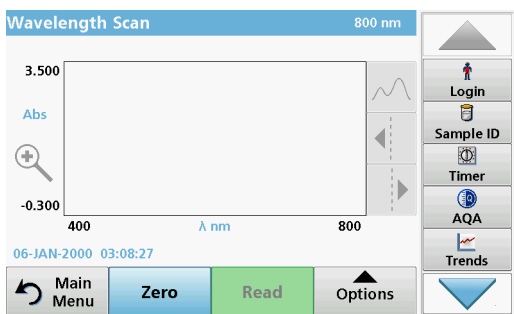 Wavelength Scan 800 nm
3.500
Abs
-0.300
400 λ nm 800
06-JAN-2000 03:08:27
Main
Menu
Zero
Read
Options
Login
Sample ID
Timer
AQA
Trends